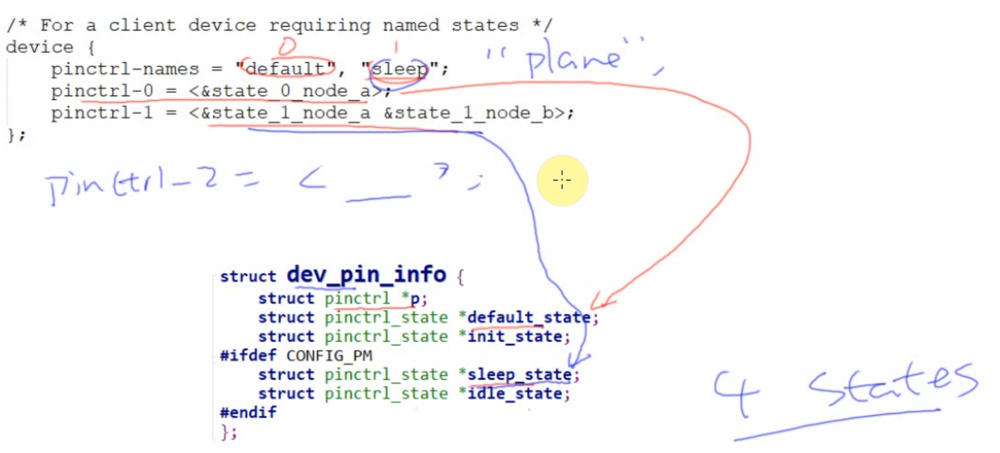 /* For a client device requiring named states */
device {
0 1
pinctrl-names = "default", "sleep"; "plane",
pinctrl-0 = <&state_0_node_a>;
pinctrl-1 = <&state_1_node_a &state_1_node_b>;
};
pinctrl-2 = < __ >;
struct dev_pin_info {
struct pinctrl *p;
struct pinctrl_state *default_state;
struct pinctrl_state *init_state;
#ifdef CONFIG_PM
struct pinctrl_state *sleep_state;
struct pinctrl_state *idle_state;
#endif
};
4 states